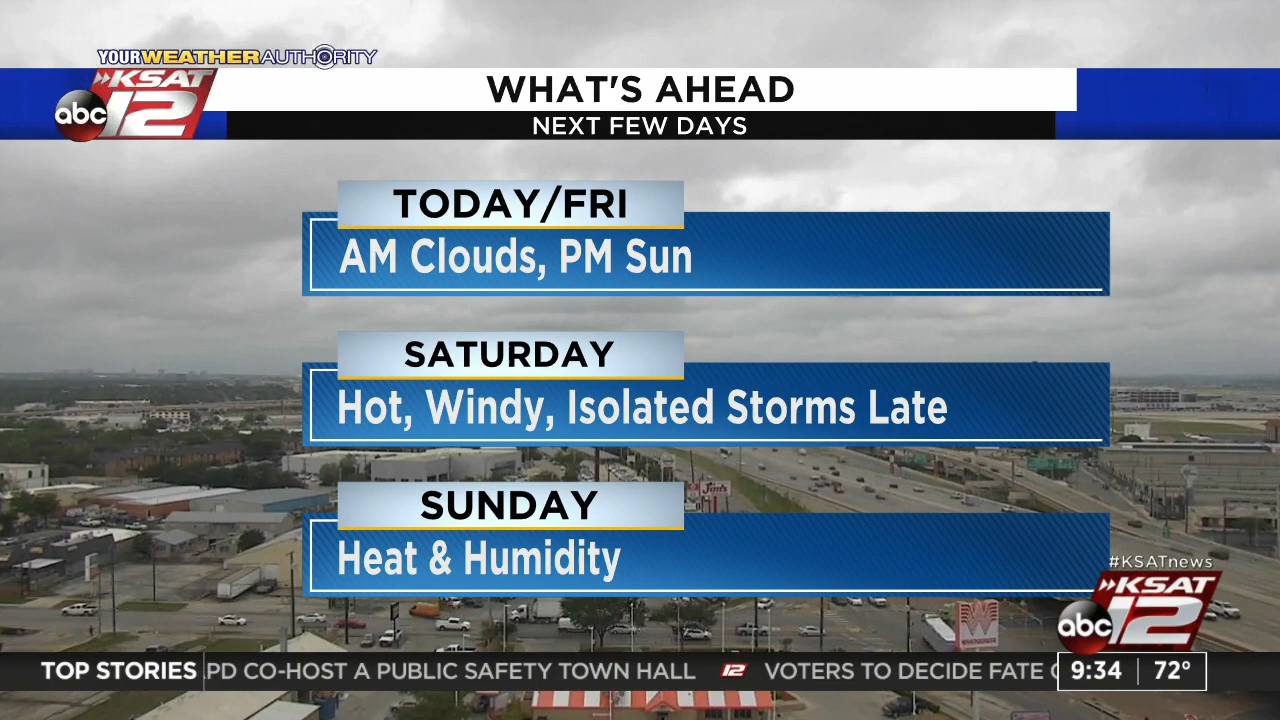 YOURWEATHERAUTHORITY
KSAT
abc 12
WHAT'S AHEAD
NEXT FEW DAYS
TODAY/FRI
AM Clouds, PM Sun
SATURDAY
Hot, Windy, Isolated Storms Late
Jim's
SUNDAY
Heat & Humidity
#KSATnews
KSAT
abc 12
WHATABURGER
TOP STORIES PD CO-HOST A PUBLIC SAFETY TOWN HALL 12 VOTERS TO DECIDE FATE 9:34 72°